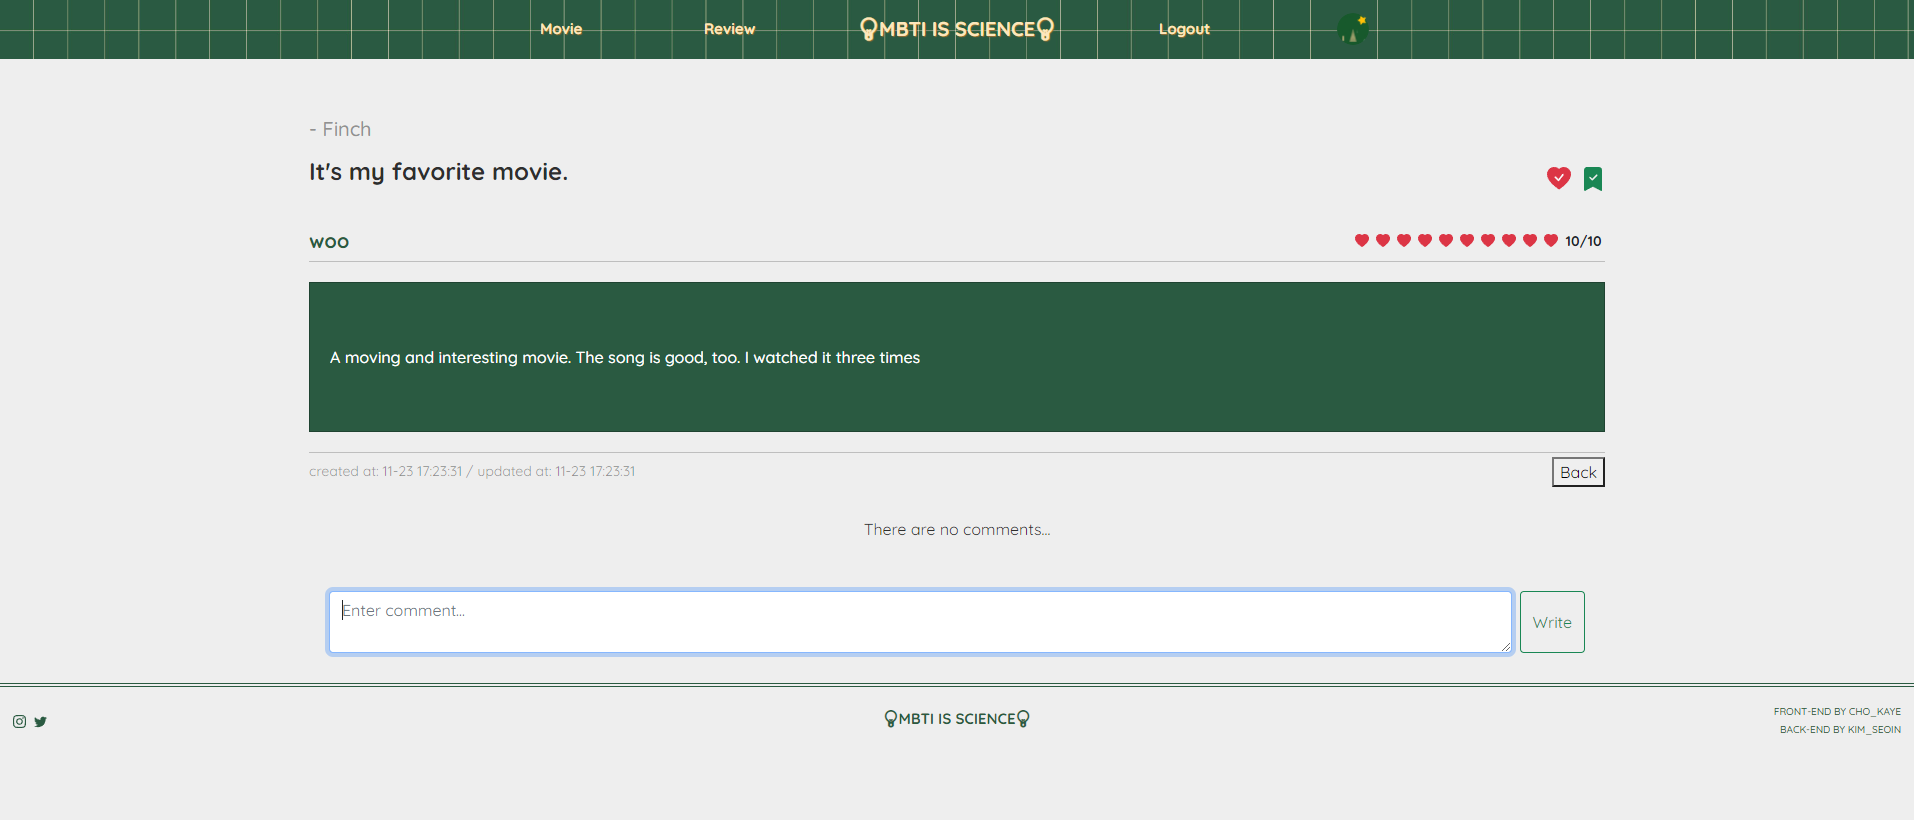 Movie Review MBTI IS SCIENCE Logout
- Finch
It's my favorite movie.
WOO 10/10
A moving and interesting movie. The song is good, too. I watched it three times
created at: 11-23 17:23:31 / updated at: 11-23 17:23:31 Back
There are no comments...
Enter comment... Write
MBTI IS SCIENCE
FRONT-END BY CHO_KAYE
BACK-END BY KIM_SEOIN